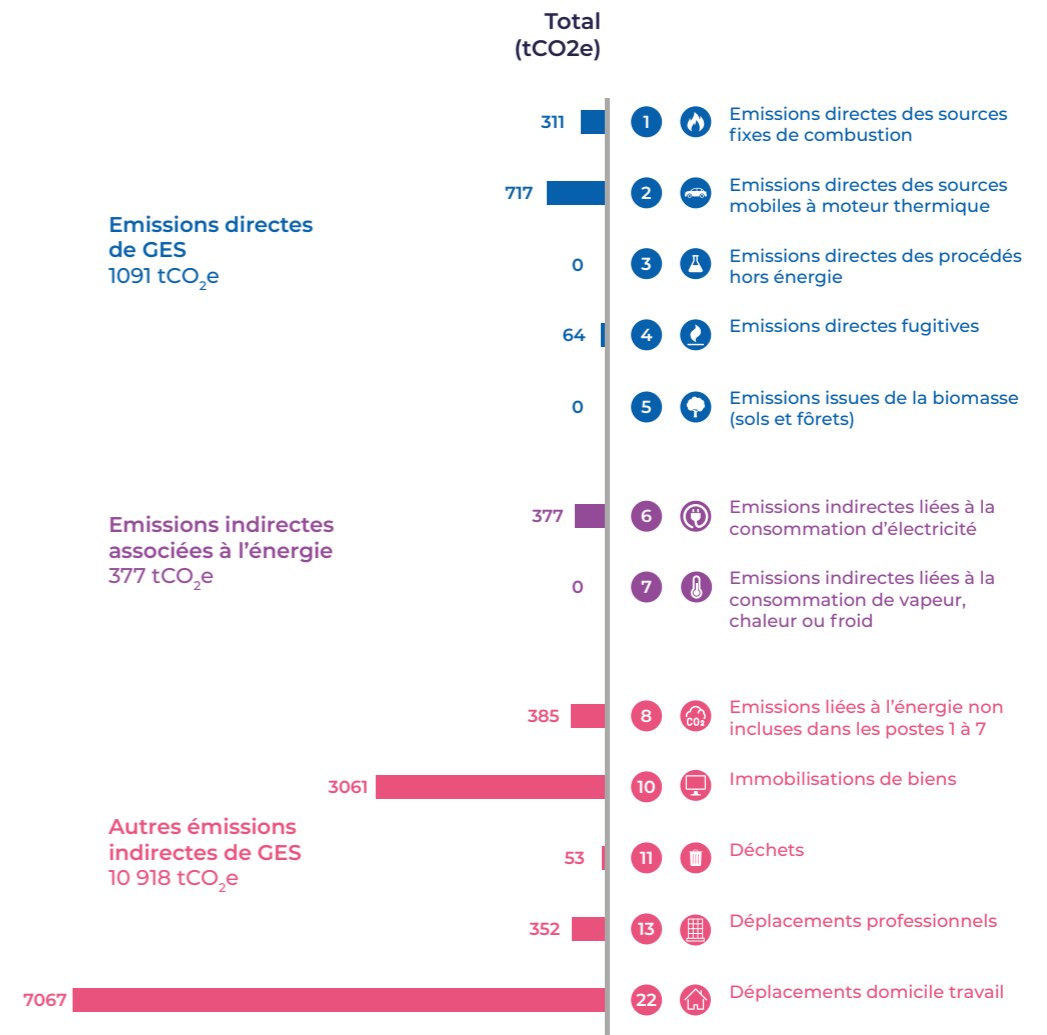 Total
(tCO2e)
311
1
Emissions directes des sources
fixes de combustion
717
2
Emissions directes des sources
mobiles à moteur thermique
Emissions directes
de GES
1091 tCO₂e
0
3
Emissions directes des procédés
hors énergie
64
4
Emissions directes fugitives
0
5
Emissions issues de la biomasse
(sols et fôrets)
Emissions indirectes
associées à l’énergie
377 tCO₂e
377
6
Emissions indirectes liées à la
consommation d’électricité
0
7
Emissions indirectes liées à la
consommation de vapeur,
chaleur ou froid
385
8
CO₂
Emissions liées à l’énergie non
incluses dans les postes 1 à 7
3061
10
Immobilisations de biens
Autres émissions
indirectes de GES
10 918 tCO₂e
53
11
Déchets
352
13
Déplacements professionnels
7067
22
Déplacements domicile travail